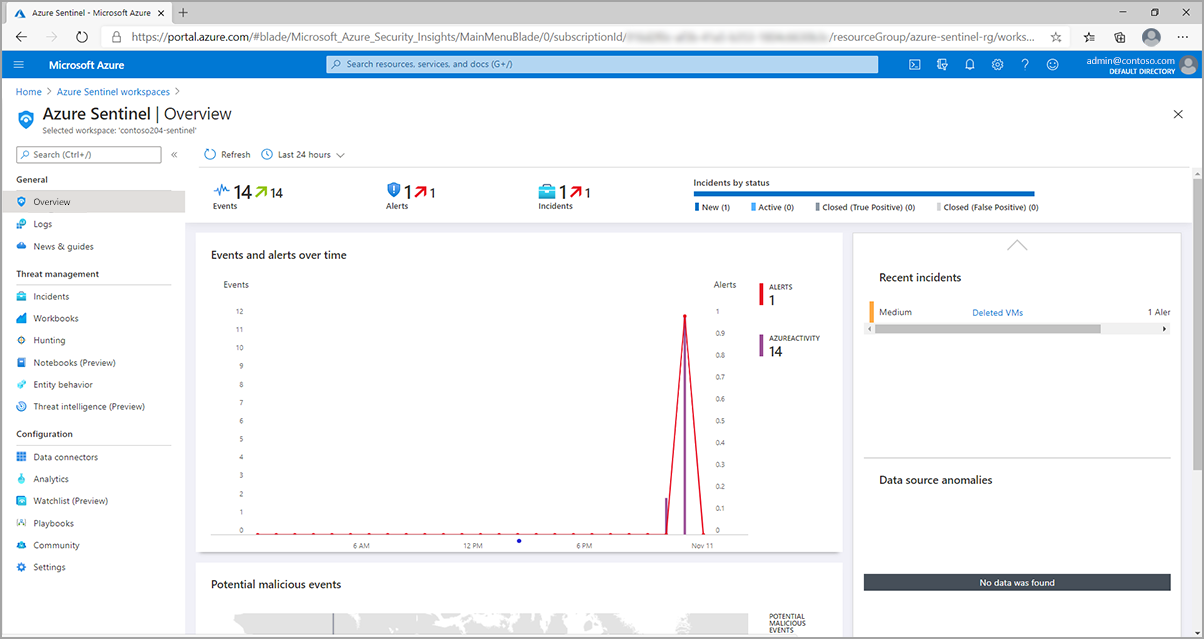 Azure Sentinel - Microsoft Azure
https://portal.azure.com/#blade/Microsoft_Azure_Security_Insights/MainMenuBlade/0/subscriptionId/ /resourceGroup/azure-sentinel-rg/works...
Microsoft Azure
Search resources, services, and docs (G+/)
admin@contoso.com
DEFAULT DIRECTORY
Home > Azure Sentinel workspaces >
Azure Sentinel | Overview
Selected workspace: 'contoso204-sentinel'
Search (Ctrl+/)
«
Refresh
Last 24 hours
General
Overview
Logs
News & guides
Threat management
Incidents
Workbooks
Hunting
Notebooks (Preview)
Entity behavior
Threat intelligence (Preview)
Configuration
Data connectors
Analytics
Watchlist (Preview)
Playbooks
Community
Settings
14 14
Events
1 1
Alerts
1 1
Incidents
Incidents by status
New (1) Active (0) Closed (True Positive) (0) Closed (False Positive) (0)
Events and alerts over time
Events
Alerts
12
11
10
9
8
7
6
5
4
3
2
1
0
1
0.9
0.8
0.7
0.6
0.5
0.4
0.3
0.2
0.1
0
6 AM 12 PM 6 PM Nov 11
ALERTS
1
AZUREACTIVITY
14
Recent incidents
Medium Deleted VMs 1 Aler
Data source anomalies
No data was found
Potential malicious events
POTENTIAL
MALICIOUS
EVENTS